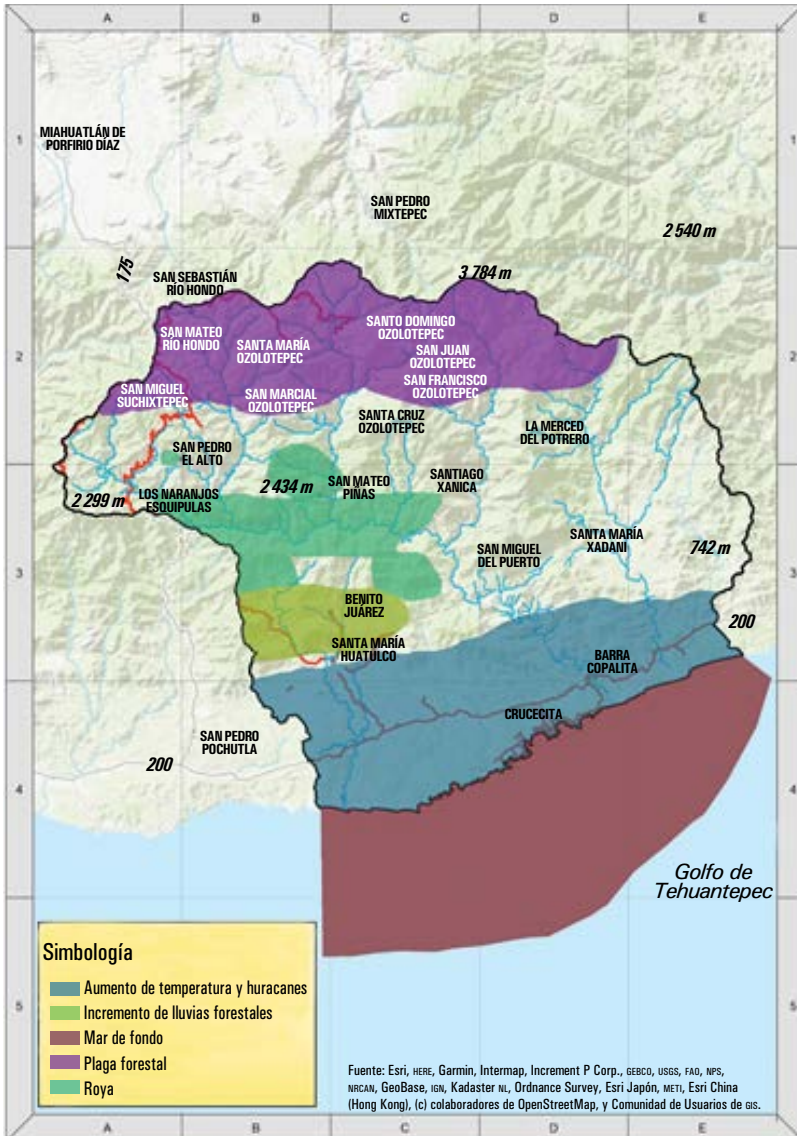 A B C D E
1 1
MIAHUATLÁN DE
PORFIRIO DÍAZ
SAN PEDRO
MIXTEPEC
2 540 m
175
SAN SEBASTIÁN
RÍO HONDO
3 784 m
SAN MATEO
RÍO HONDO
SANTA MARÍA
OZOLOTEPEC
SANTO DOMINGO
OZOLOTEPEC
2 2
SAN JUAN
OZOLOTEPEC
SAN MIGUEL
SUCHIXTEPEC
SAN MARCIAL
OZOLOTEPEC
SAN FRANCISCO
OZOLOTEPEC
SANTA CRUZ
OZOLOTEPEC
LA MERCED
DEL POTRERO
SAN PEDRO
EL ALTO
2 299 m
LOS NARANJOS
ESQUIPULAS
2 434 m
SAN MATEO
PIÑAS
SANTIAGO
XANICA
SAN MIGUEL
DEL PUERTO
SANTA MARÍA
XADANI
742 m
3 3
BENITO
JUÁREZ
200
SANTA MARÍA
HUATULCO
BARRA
COPALITA
CRUCECITA
SAN PEDRO
POCHUTLA
200
4 4
Golfo de
Tehuantepec
Simbología
Aumento de temperatura y huracanes
Incremento de lluvias forestales
Mar de fondo
Plaga forestal
Roya
5 5
Fuente: Esri, HERE, Garmin, Intermap, Increment P Corp., GEBCO, USGS, FAO, NPS,
NRCAN, GeoBase, IGN, Kadaster NL, Ordnance Survey, Esri Japón, METI, Esri China
(Hong Kong), (c) colaboradores de OpenStreetMap, y Comunidad de Usuarios de GIS.
A B C D E